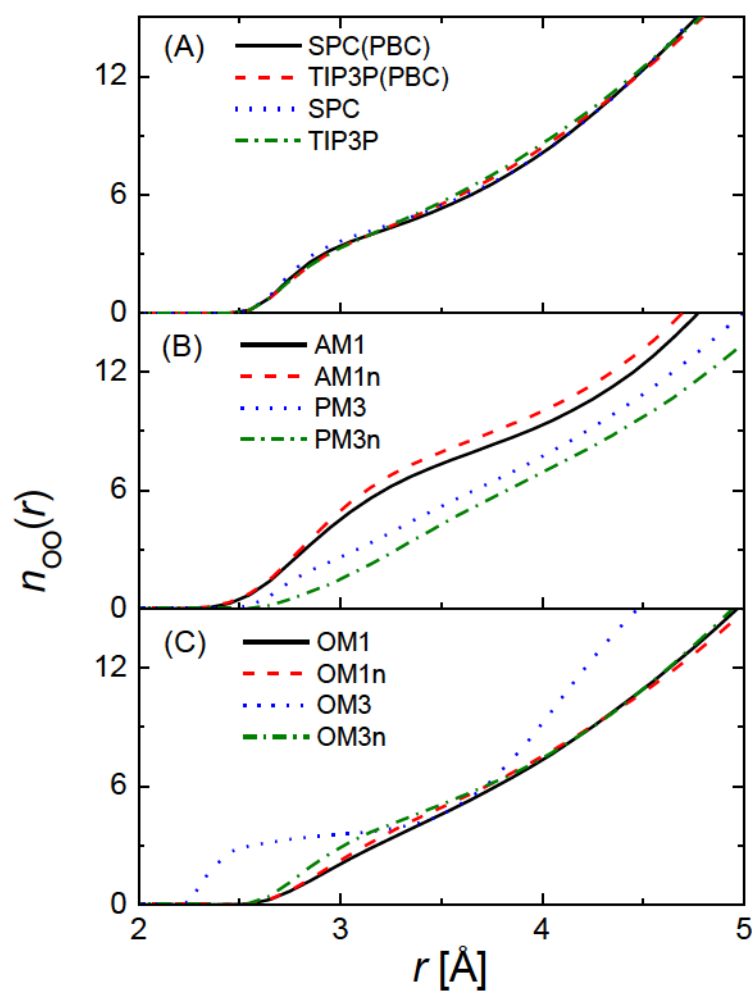 (A)
SPC(PBC)
TIP3P(PBC)
SPC
TIP3P
12
6
0
(B)
AM1
AM1n
PM3
PM3n
12
6
0
(C)
OM1
OM1n
OM3
OM3n
12
6
0
2 3 4 5
n_OO(r)
r [Å]